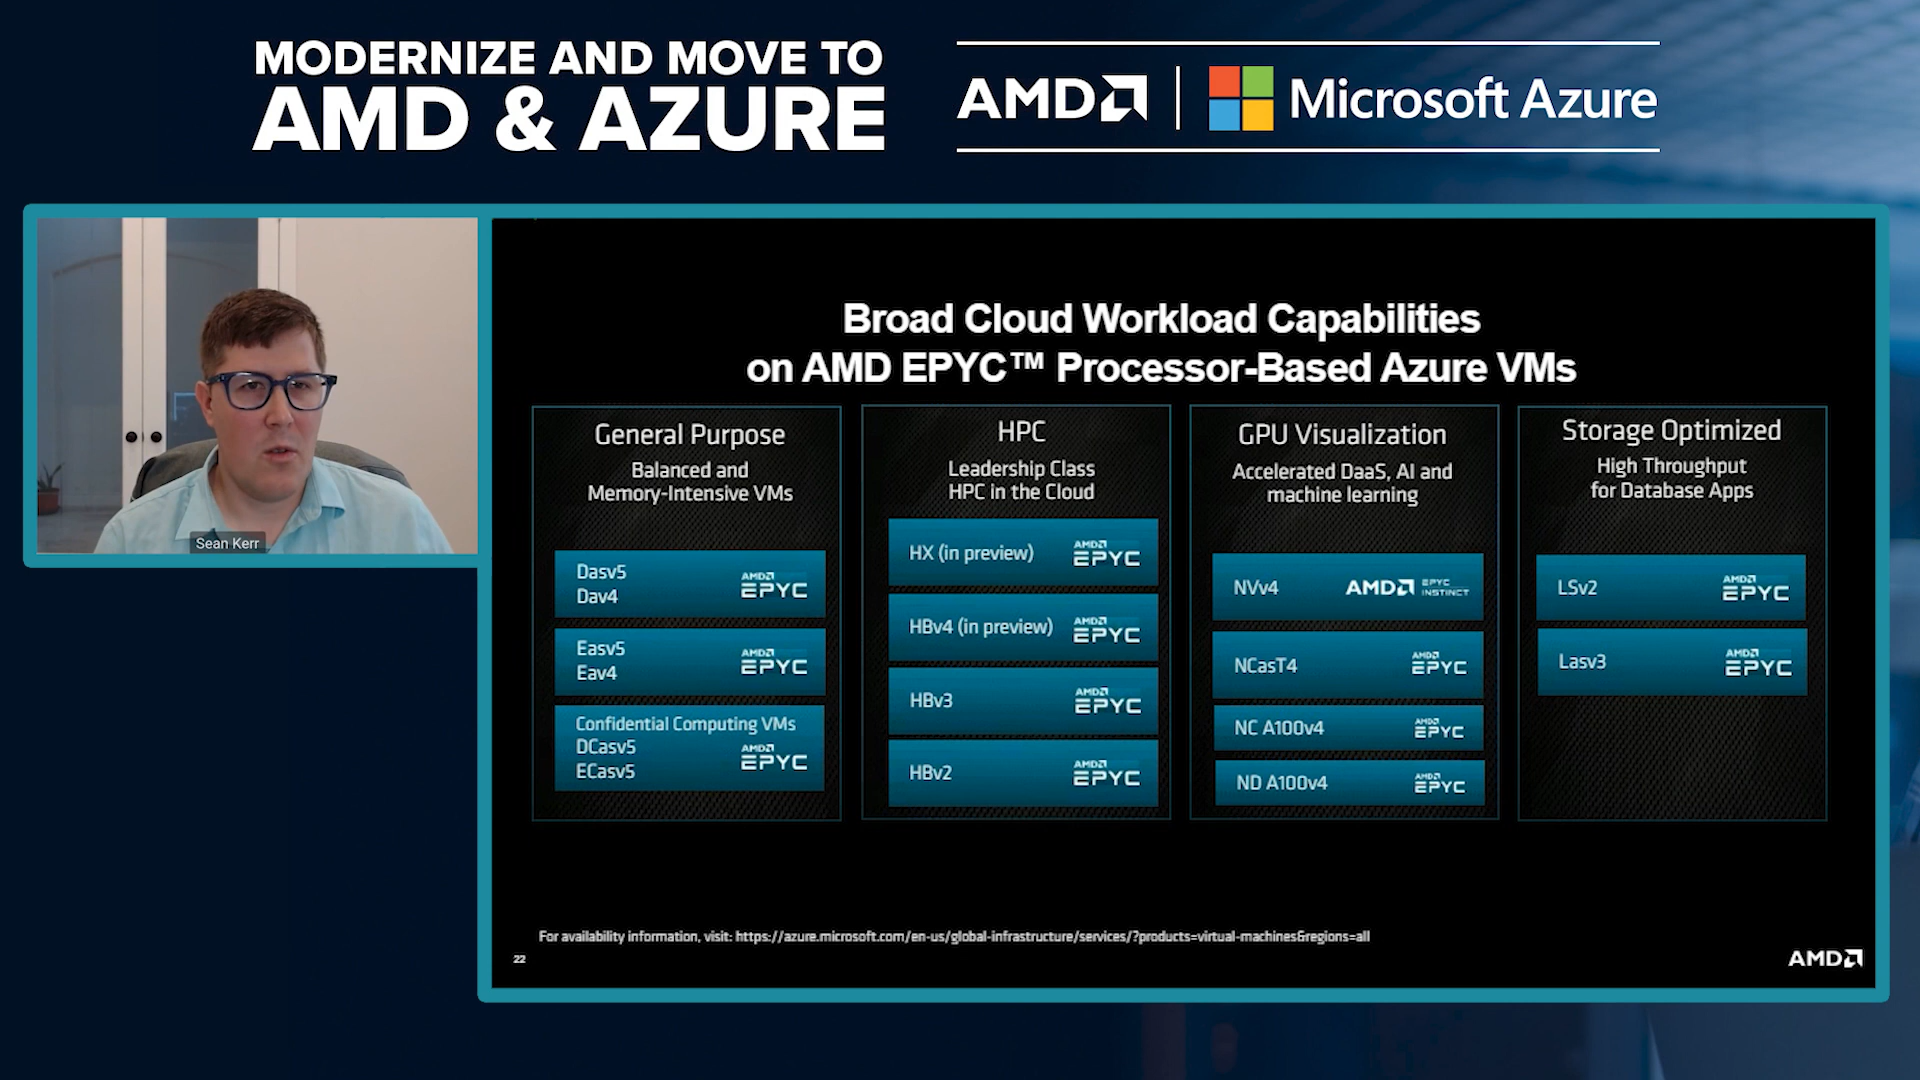 MODERNIZE AND MOVE TO
AMD & AZURE
AMD
Microsoft Azure
Sean Kerr
Broad Cloud Workload Capabilities
on AMD EPYC™ Processor-Based Azure VMs
General Purpose
Balanced and
Memory-Intensive VMs
Dasv5
Dav4
AMD
EPYC
Easv5
Eav4
AMD
EPYC
Confidential Computing VMs
DCasv5
ECasv5
AMD
EPYC
HPC
Leadership Class
HPC in the Cloud
HX (in preview)
AMD
EPYC
HBv4 (in preview)
AMD
EPYC
HBv3
AMD
EPYC
HBv2
AMD
EPYC
GPU Visualization
Accelerated DaaS, AI and
machine learning
NVv4
AMD
EPYC
INSTINCT
NCasT4
AMD
EPYC
NC A100v4
AMD
EPYC
ND A100v4
AMD
EPYC
Storage Optimized
High Throughput
for Database Apps
LSv2
AMD
EPYC
Lasv3
AMD
EPYC
For availability information, visit: https://azure.microsoft.com/en-us/global-infrastructure/services/?products=virtual-machines&regions=all
22
AMD